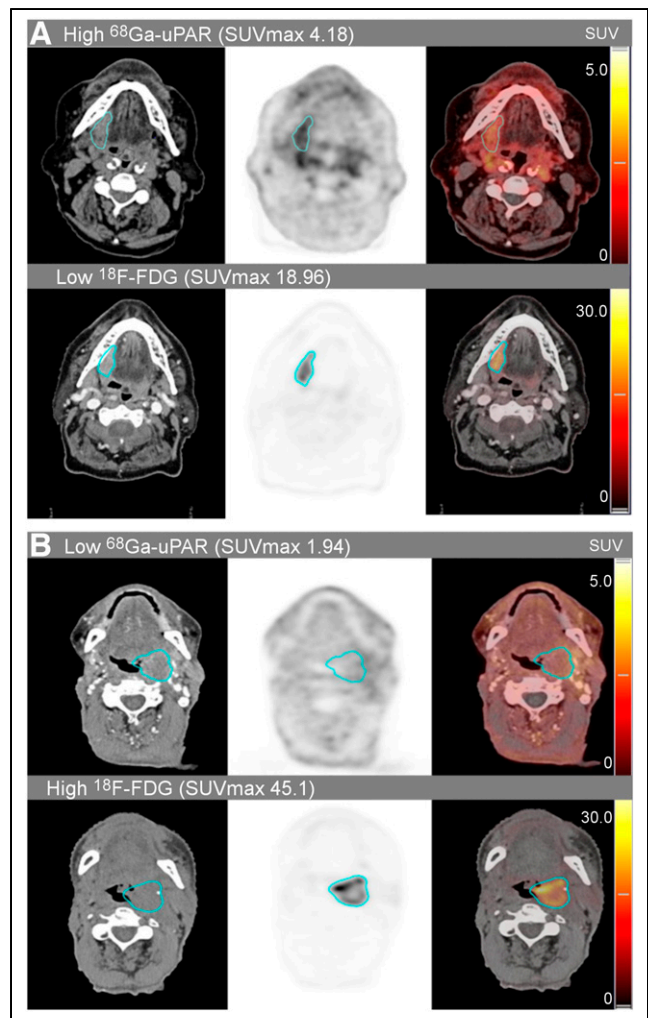 A High ⁶⁸Ga-uPAR (SUVmax 4.18) SUV
5.0
0
Low ¹⁸F-FDG (SUVmax 18.96)
30.0
0
B Low ⁶⁸Ga-uPAR (SUVmax 1.94) SUV
5.0
0
High ¹⁸F-FDG (SUVmax 45.1)
30.0
0